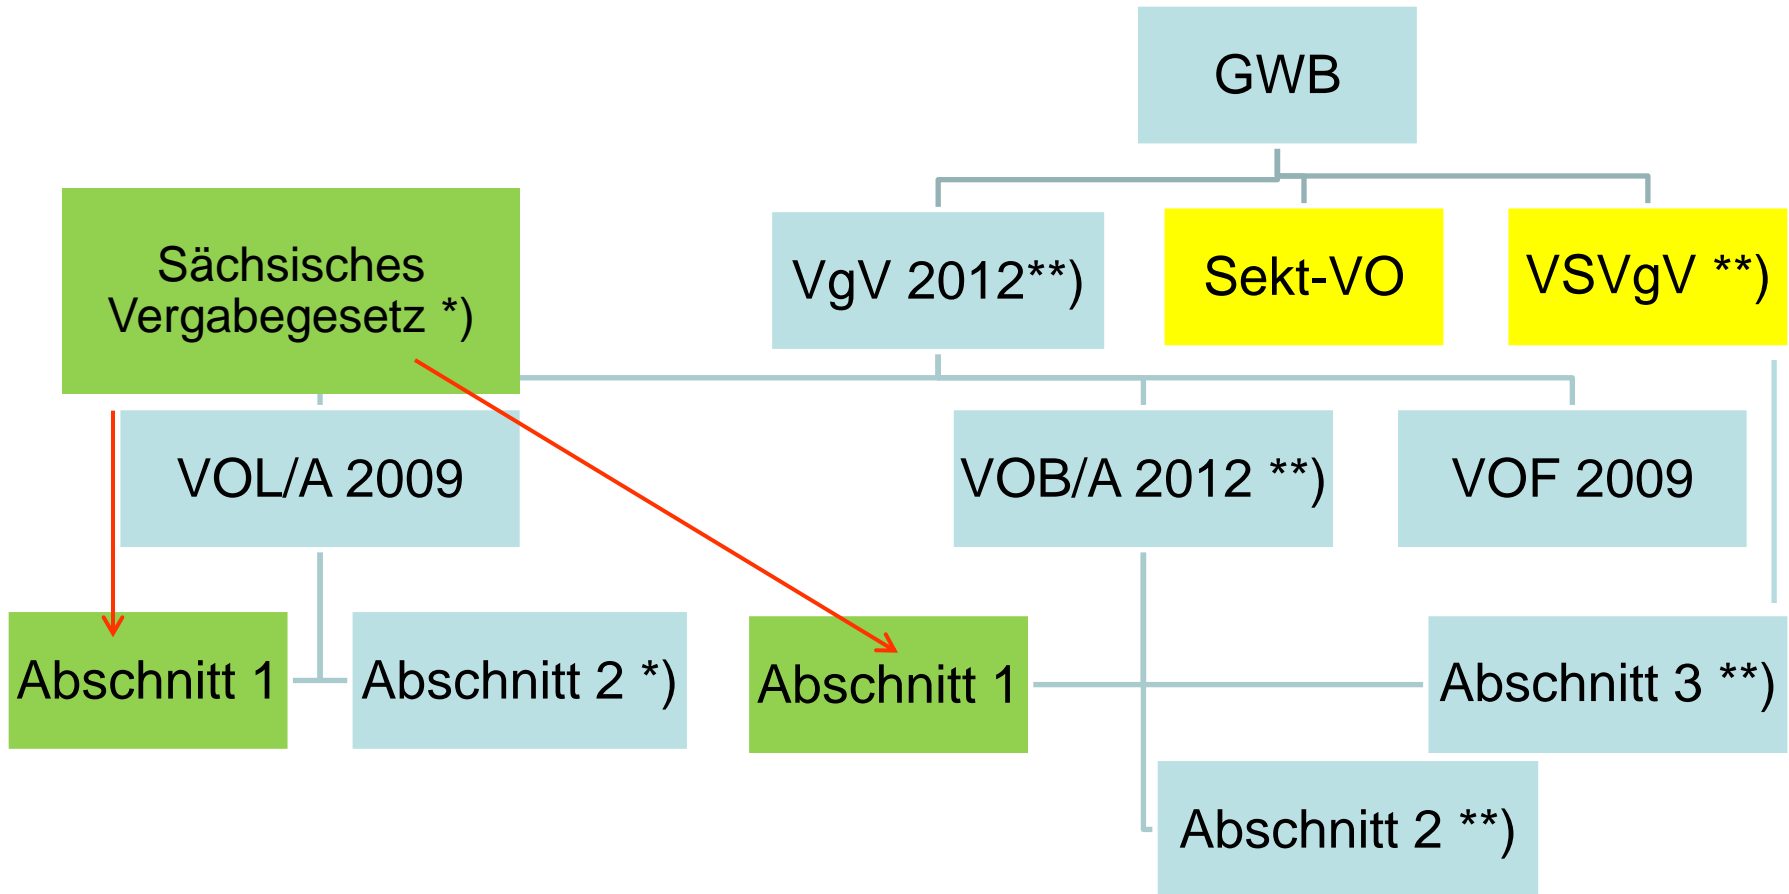 GWB
Sächsisches
Vergabegesetz *)
VgV 2012**)
Sekt-VO
VSVgV **)
VOL/A 2009
VOB/A 2012 **)
VOF 2009
Abschnitt 1
Abschnitt 2 *)
Abschnitt 1
Abschnitt 3 **)
Abschnitt 2 **)